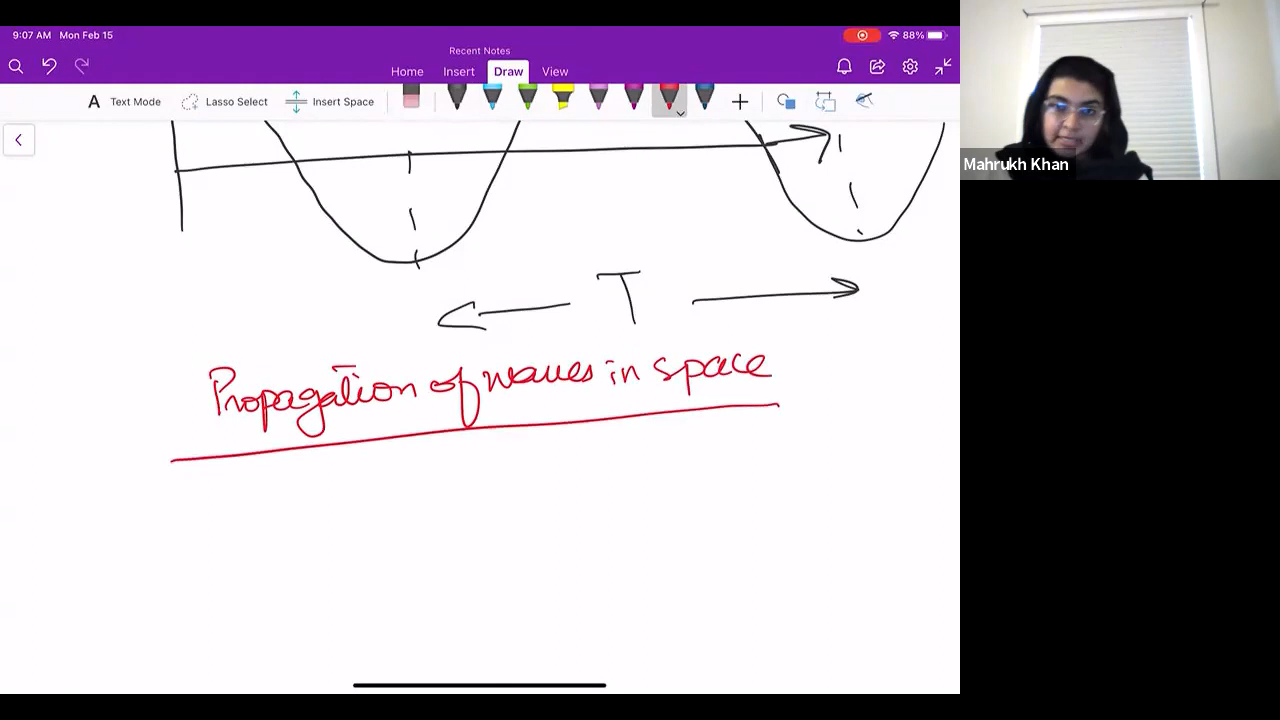 9:07 AM Mon Feb 15
88%
Recent Notes
Home Insert Draw View
Text Mode Lasso Select Insert Space
Mahrukh Khan
T
Propagation of waves in space